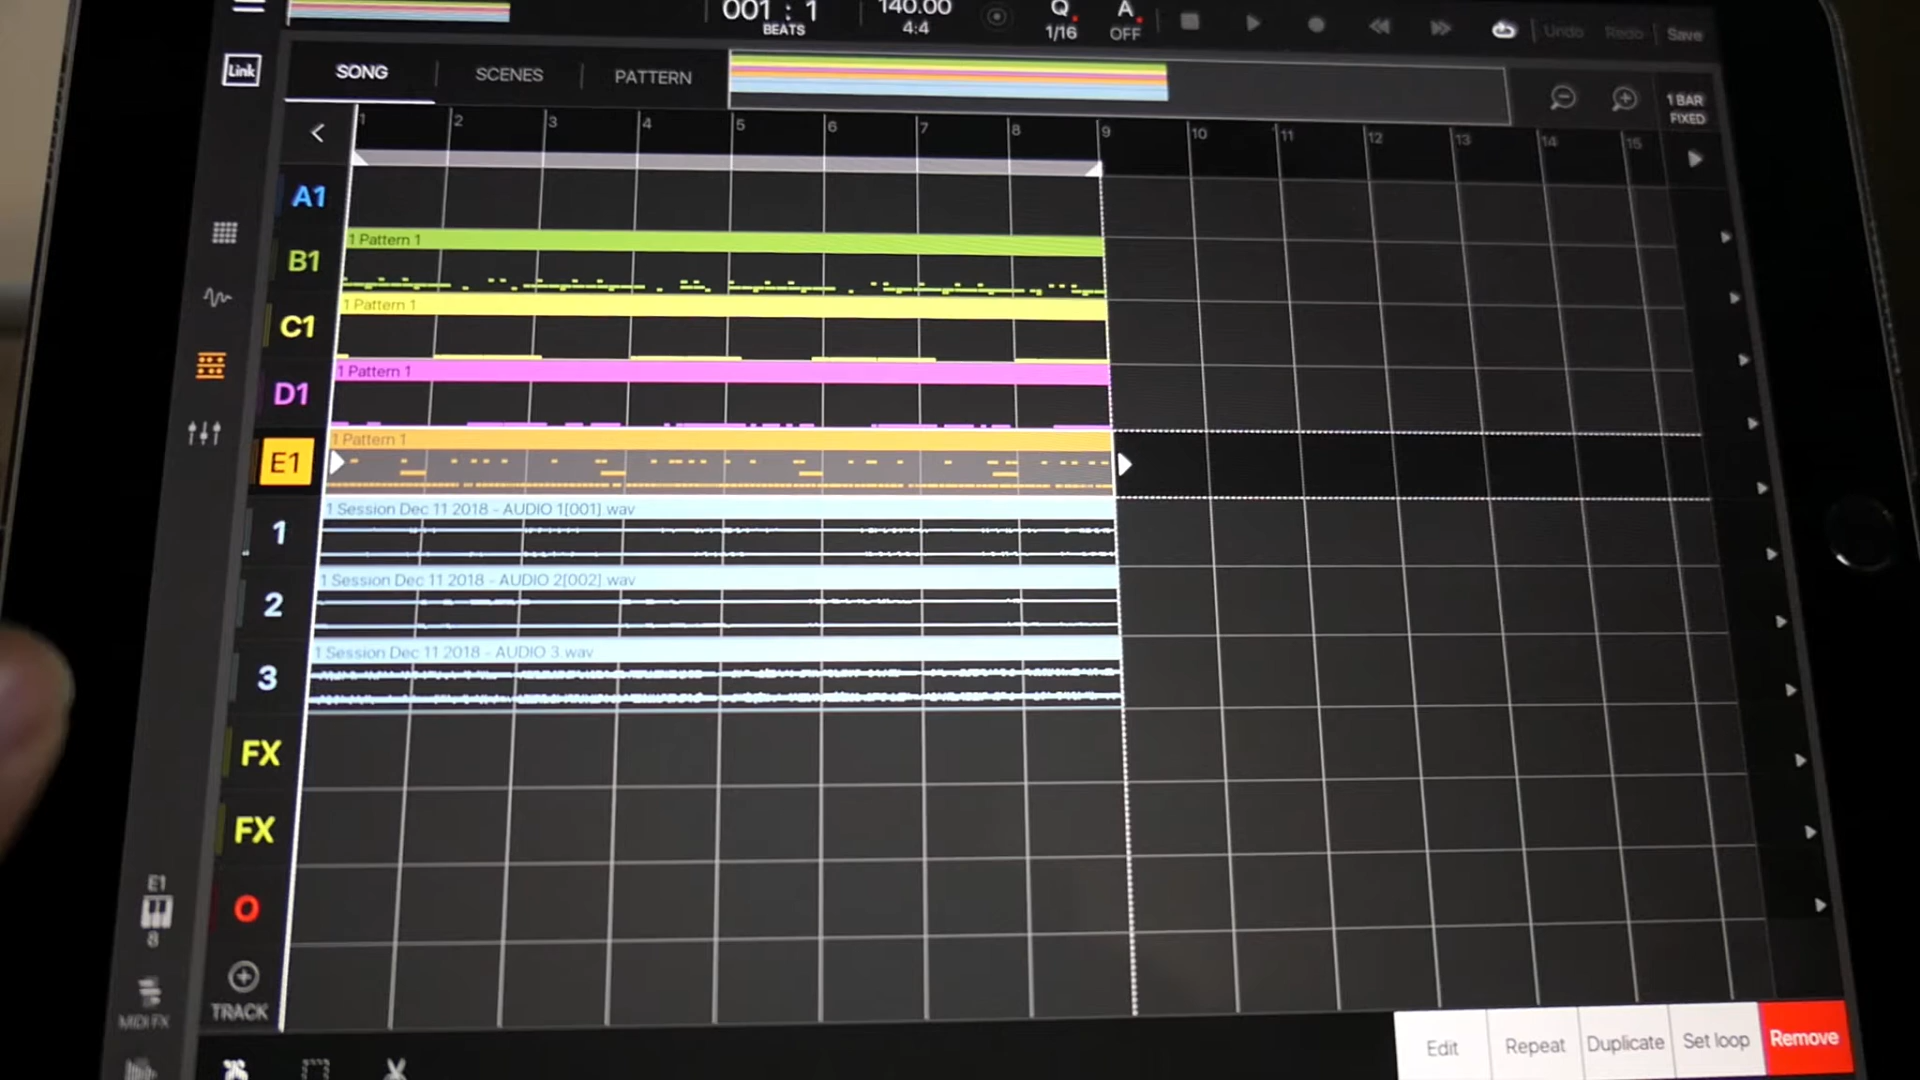 001 : 1
BEATS
140.00
4:4
Q
1/16
A
OFF
Undo
Redo
Save
Link
SONG
SCENES
PATTERN
1 BAR
FIXED
1 2 3 4 5 6 7 8 9 10 11 12 13 14 15
A1
B1
1 Pattern 1
C1
1 Pattern 1
D1
1 Pattern 1
E1
1 Pattern 1
1
1 Session Dec 11 2018 - AUDIO 1[001].wav
2
1 Session Dec 11 2018 - AUDIO 2[002].wav
3
1 Session Dec 11 2018 - AUDIO 3.wav
FX
FX
O
TRACK
E1
8
MIDI FX
Edit
Repeat
Duplicate
Set loop
Remove